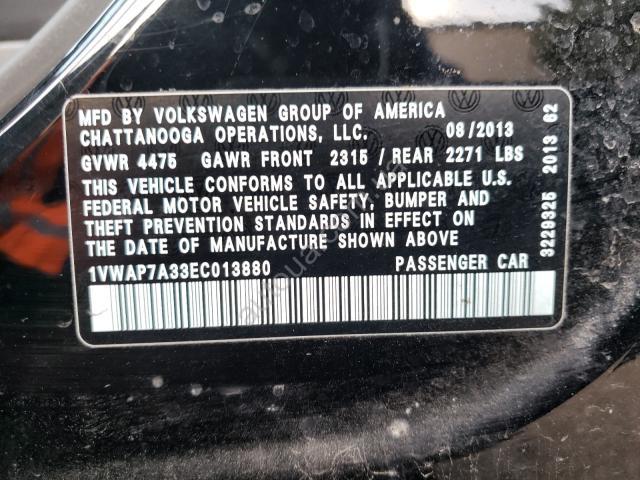 MFD BY VOLKSWAGEN GROUP OF AMERICA
CHATTANOOGA OPERATIONS, LLC. 08/2013
GVWR 4475 GAWR FRONT 2315/REAR 2271 LBS
THIS VEHICLE CONFORMS TO ALL APPLICABLE U.S.
FEDERAL MOTOR VEHICLE SAFETY, BUMPER AND
THEFT PREVENTION STANDARDS IN EFFECT ON
THE DATE OF MANUFACTURE SHOWN ABOVE
1VWAP7A33EC013880 PASSENGER CAR
3229325 2013 62